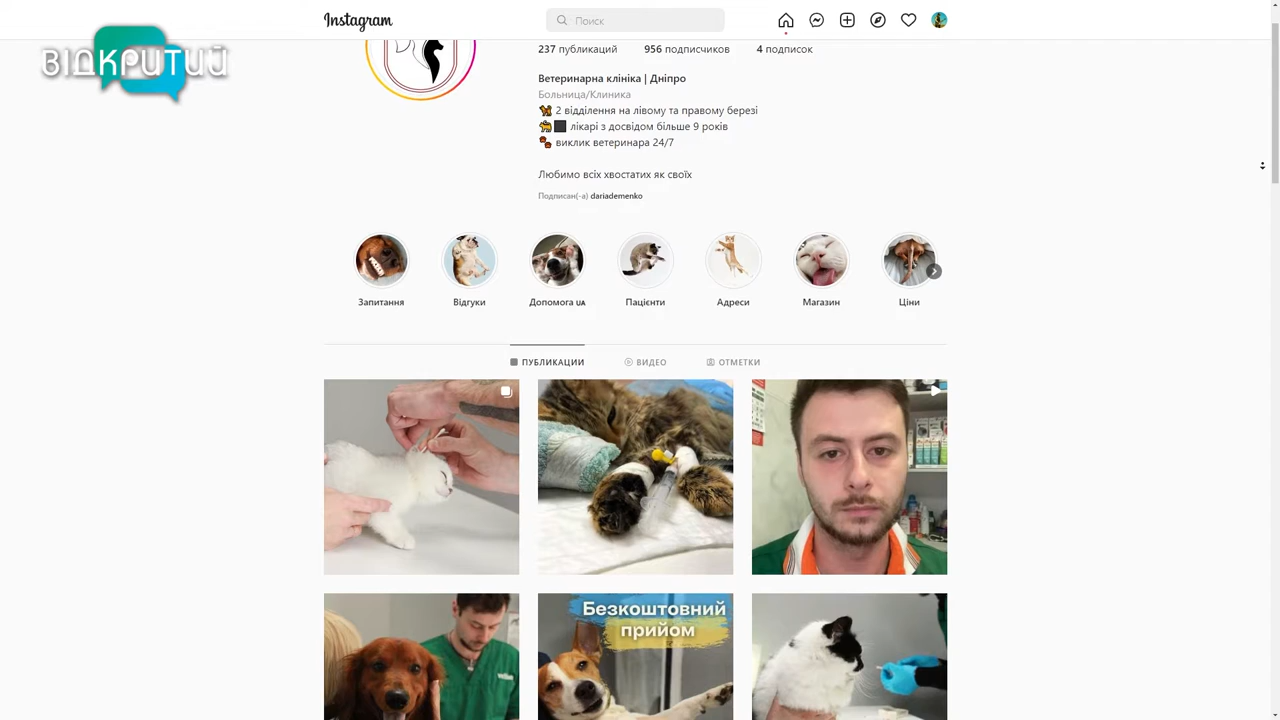 Instagram
Поиск
ВІДКРИТИЙ
237 публикаций 956 подписчиков 4 подписок
Ветеринарна клініка | Дніпро
Больница/Клиника
2 відділення на лівому та правому березі
лікарі з досвідом більше 9 років
виклик ветеринара 24/7
Любимо всіх хвостатих як своїх
Подписан(-а) dariademenko
Запитання Відгуки Допомога UA Пацієнти Адреси Магазин Ціни
ПУБЛИКАЦИИ ВИДЕО ОТМЕТКИ
Безкоштовний
прийом